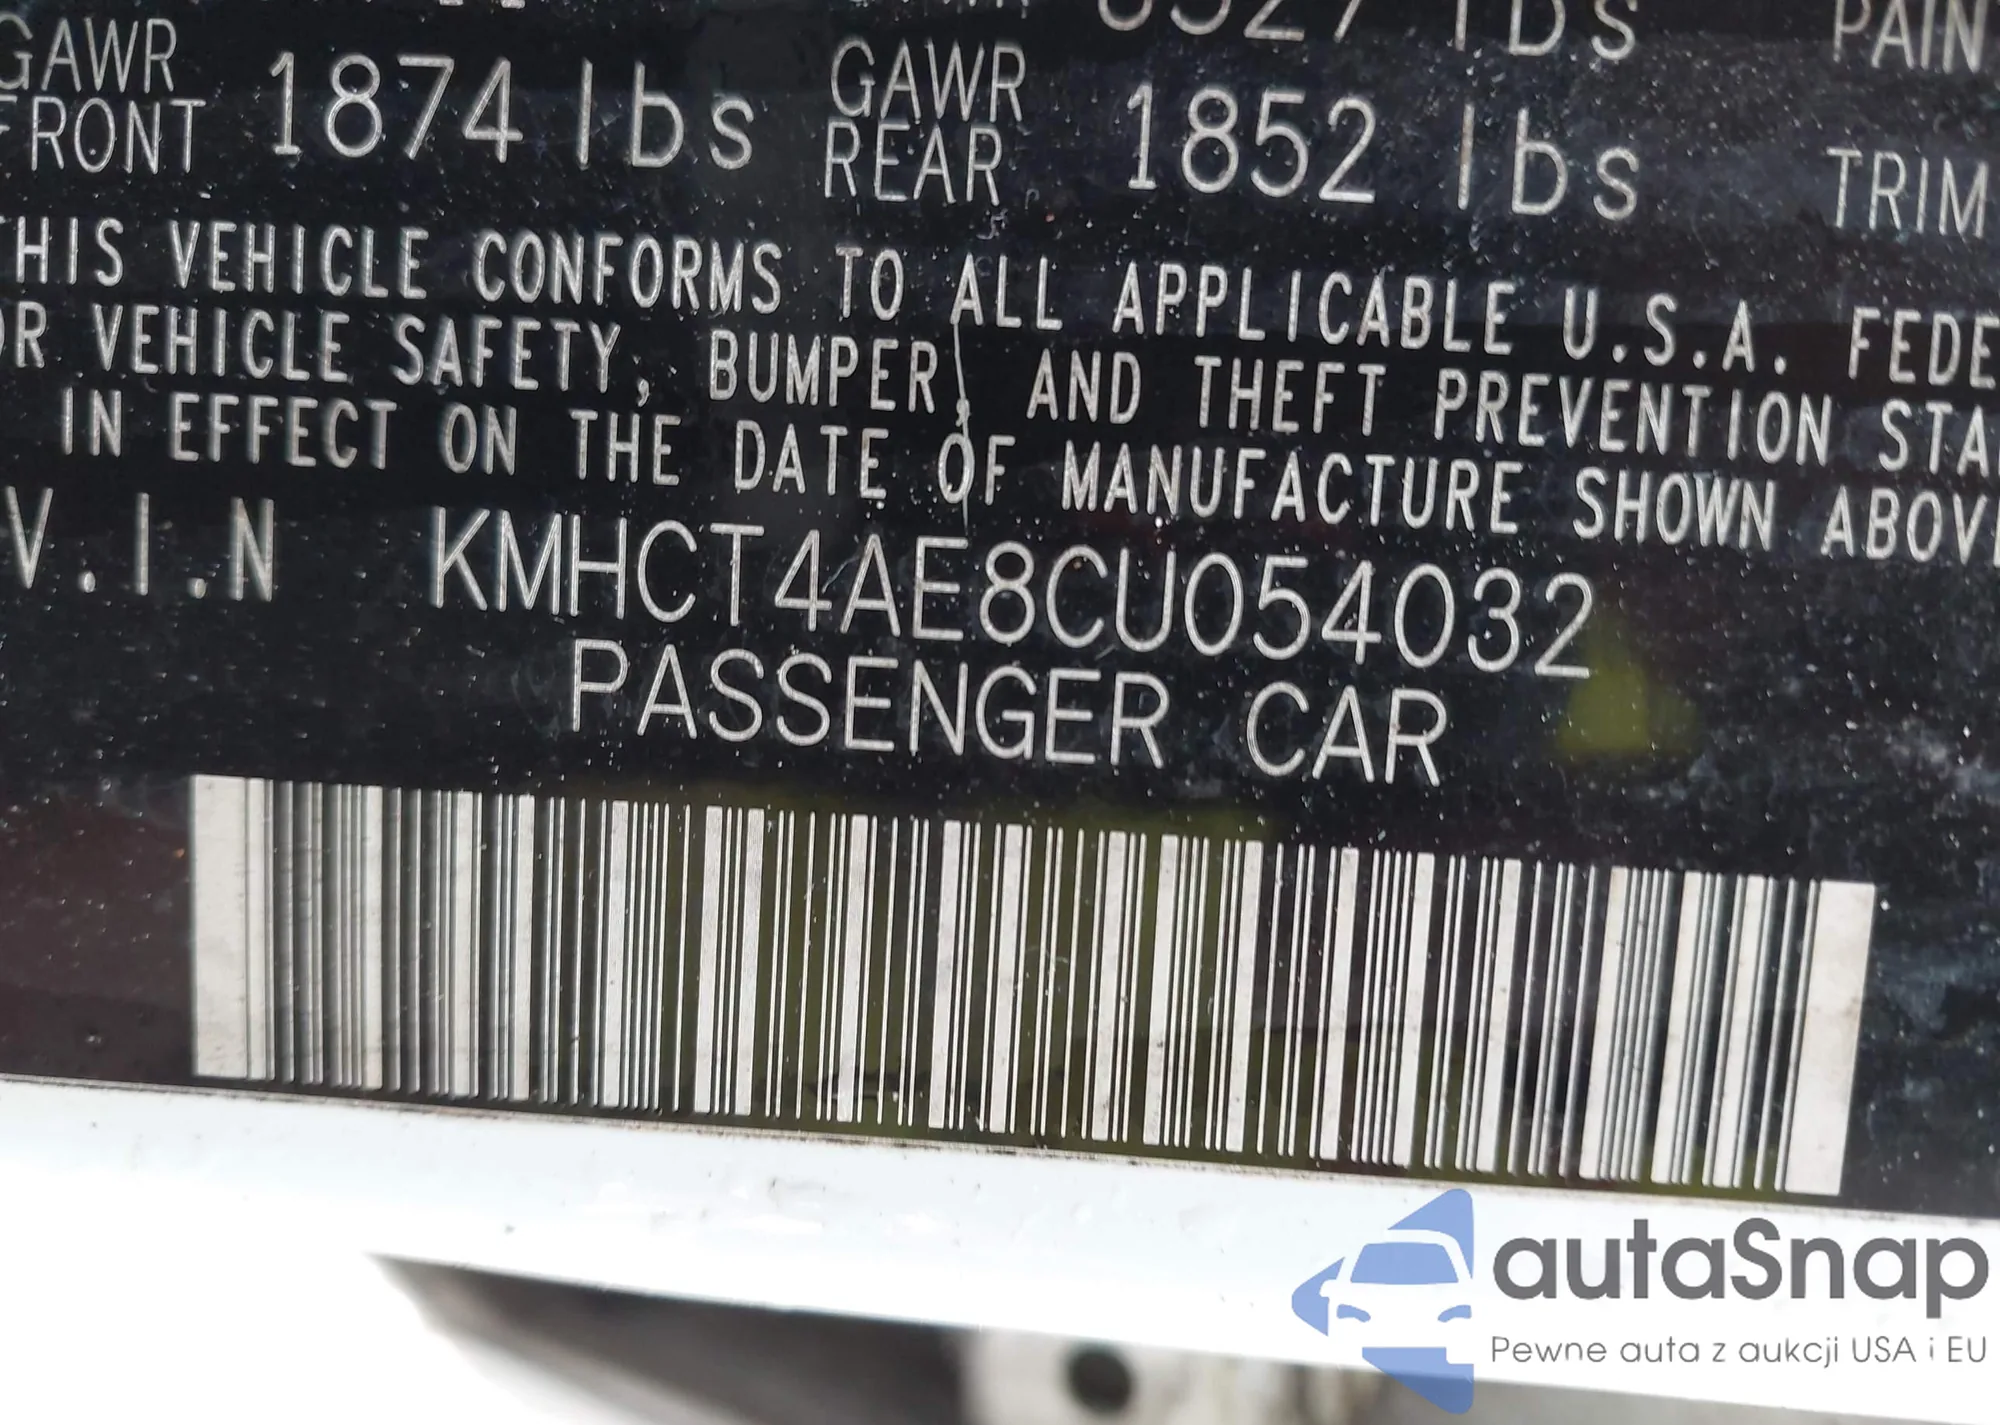 GAWR FRONT 1874 lbs GAWR REAR 1852 lbs TRIM
THIS VEHICLE CONFORMS TO ALL APPLICABLE U.S.A. FEDE
OR VEHICLE SAFETY, BUMPER, AND THEFT PREVENTION STA
IN EFFECT ON THE DATE OF MANUFACTURE SHOWN ABOVE
V.I.N KMHCT4AE8CU054032
PASSENGER CAR
autaSnap
Pewne auta z aukcji USA i EU